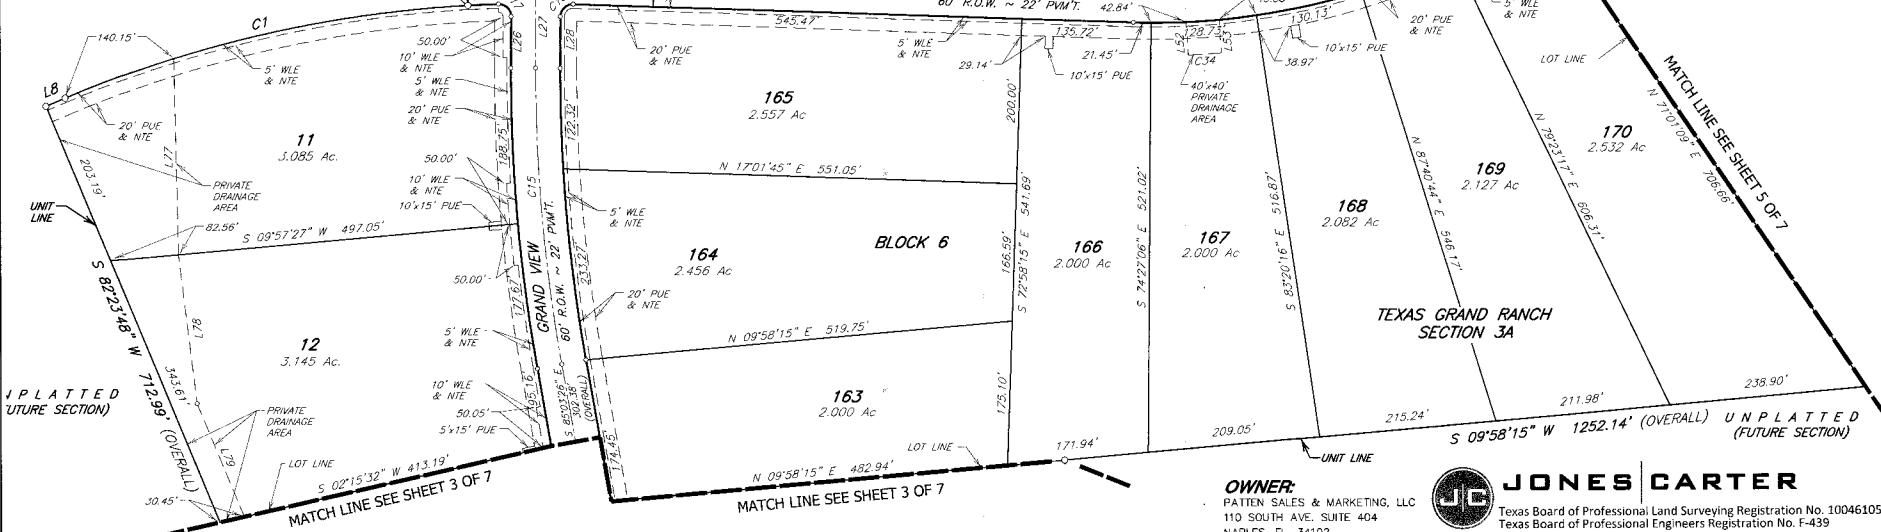 C1
140.15'
L8
5' WLE
& NTE
20' PUE
& NTE
203.19'
L77
11
3.085 Ac.
PRIVATE
DRAINAGE
AREA
UNIT
LINE
82.56'
S 09°57'27" W 497.05'
S 82°23'48" W 712.99' (OVERALL)
L78
343.61'
12
3.145 Ac.
PRIVATE
DRAINAGE
AREA
L79
LOT LINE
30.45'
S 02°15'32" W 413.19'
MATCH LINE SEE SHEET 3 OF 7
NPLATTED
UTURE SECTION)
50.00'
10' WLE
& NTE
5' WLE
& NTE
20' PUE
& NTE
50.00'
10' WLE
& NTE
10'x15' PUE
50.00'
5' WLE
& NTE
10' WLE
& NTE
50.05'
5'x15' PUE
L26
L27
L28
188.75'
177.67'
195.16'
C15
GRAND VIEW
60' R.O.W. ~ 22' PVM'T.
S 85°03'26" E
302.38'
(OVERALL)
122.32'
233.27'
174.45'
20' PUE
& NTE
545.47'
60' R.O.W. ~ 22' PVM'T.
42.84'
165
2.557 Ac
5' WLE
& NTE
29.14'
135.72'
10'x15' PUE
21.45'
N 17°01'45" E 551.05'
5' WLE
& NTE
164
2.456 Ac
BLOCK 6
20' PUE
& NTE
N 09°58'15" E 519.75'
163
2.000 Ac
LOT LINE
N 09°58'15" E 482.94'
MATCH LINE SEE SHEET 3 OF 7
200.00'
166.59'
175.10'
S 72°58'15" E 541.69'
166
2.000 Ac
171.94'
S 74°27'06" E 521.02'
L52
128.73'
L53
C34
40'x40'
PRIVATE
DRAINAGE
AREA
167
2.000 Ac
209.05'
S 83°20'16" E 516.87'
130.13'
10'x15' PUE
38.97'
20' PUE
& NTE
168
2.082 Ac
215.24'
N 87°40'44" E 546.17'
169
2.127 Ac
TEXAS GRAND RANCH
SECTION 3A
211.98'
N 79°23'17" E 606.31'
5' WLE
& NTE
LOT LINE
170
2.532 Ac
238.90'
N 71°01'09" E 706.66'
MATCH LINE SEE SHEET 5 OF 7
S 09°58'15" W 1252.14' (OVERALL)
UNPLATTED
(FUTURE SECTION)
UNIT LINE
OWNER:
PATTEN SALES & MARKETING, LLC
110 SOUTH AVE. SUITE 404
NAPLES, FL 34102
JC
JONES CARTER
Texas Board of Professional Land Surveying Registration No. 10046105
Texas Board of Professional Engineers Registration No. F-439